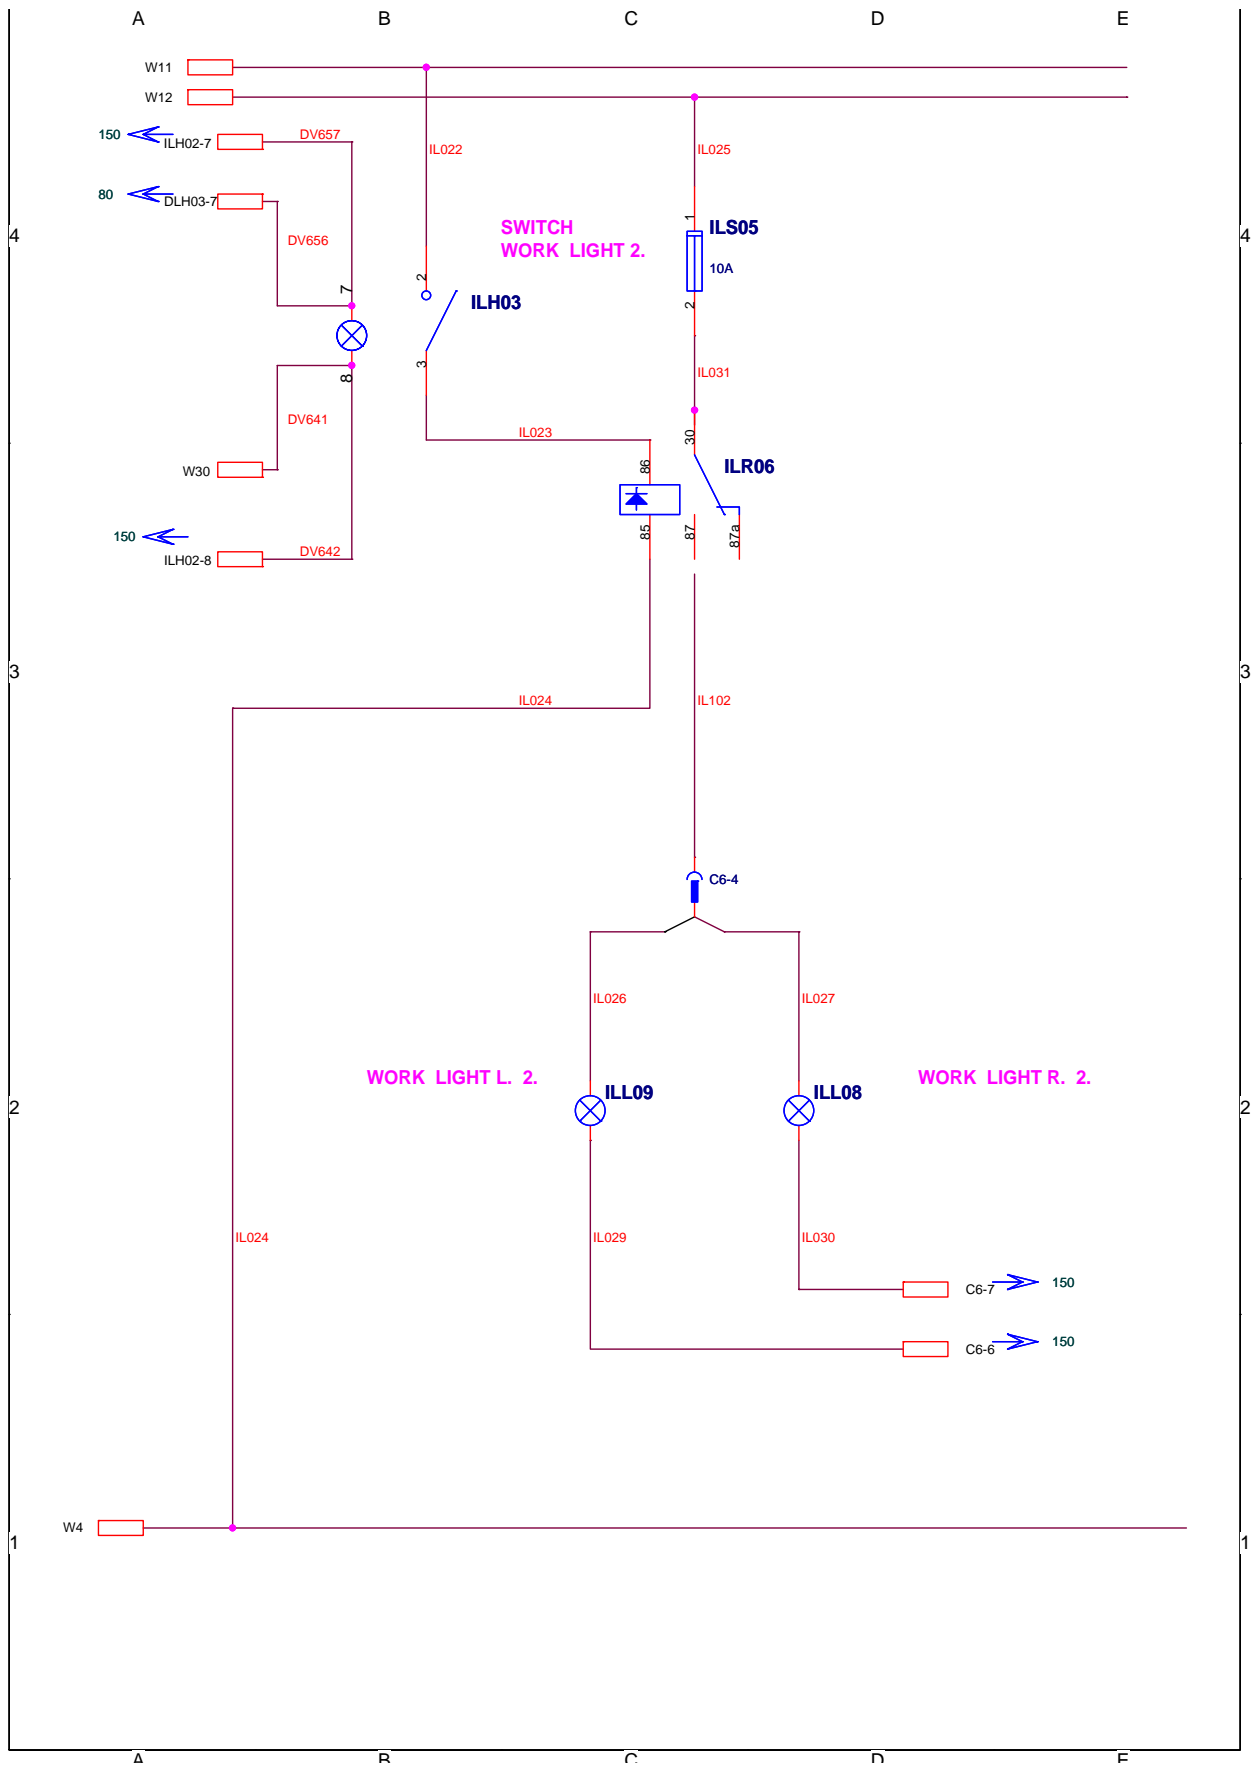 A B C D E
W11
W12
150 ILH02-7 DV657
IL022 IL025
80 DLH03-7
4 DV656 SWITCH 1 ILS05 4
WORK LIGHT 2.
10A
2
7 ILH03 2
3 IL031
8
DV641
IL023 30
W30 86 ILR06
150 85 87 87a
ILH02-8 DV642
3 3
IL024 IL102
C6-4
IL026 IL027
WORK LIGHT L. 2. WORK LIGHT R. 2.
ILL09 ILL08
2 2
IL024 IL029 IL030
C6-7 150
C6-6 150
W4
1 1
A B C D E